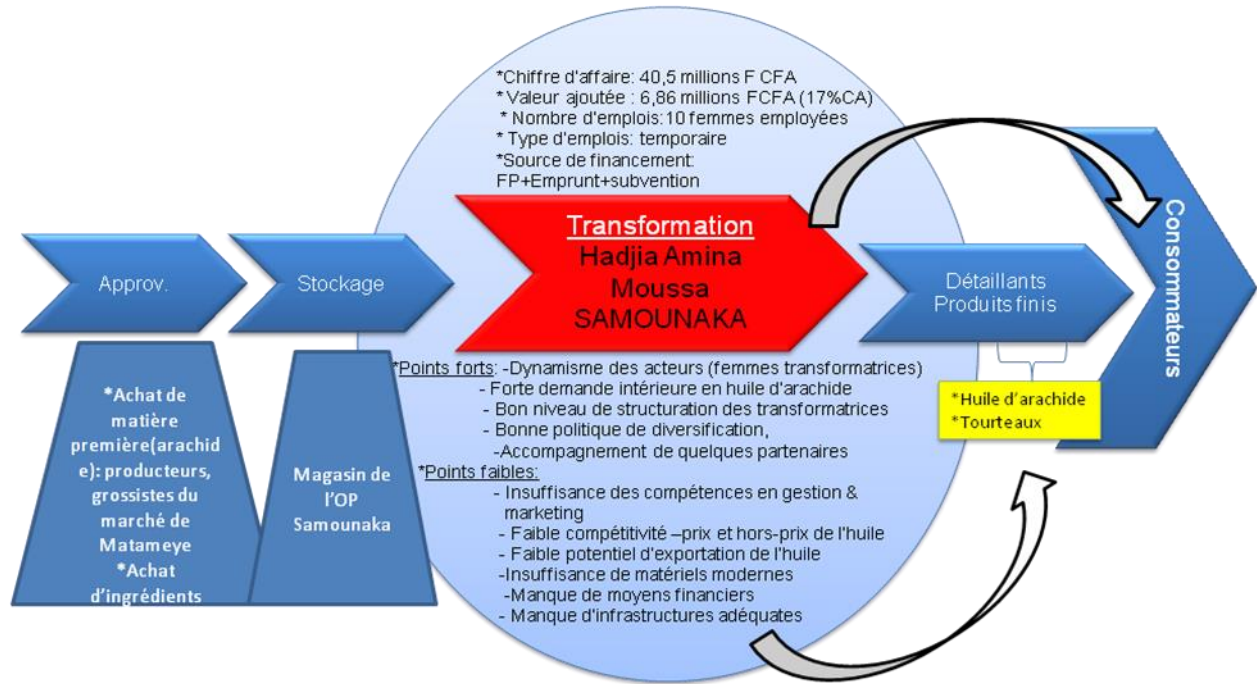 *Chiffre d'affaire: 40,5 millions F CFA
*Valeur ajoutée : 6,86 millions FCFA (17%CA)
* Nombre d'emplois: 10 femmes employées
* Type d'emplois: temporaire
*Source de financement:
FP+Emprunt+subvention
Approv.
Stockage
Transformation
Hadjia Amina
Moussa
SAMOUNAKA
Détaillants
Produits finis
Consommateurs
*Achat de
matière
première(arachid
e): producteurs,
grossistes du
marché de
Matameye
*Achat
d'ingrédients
Magasin de
l'OP
Samounaka
*Points forts: -Dynamisme des acteurs (femmes transformatrices)
- Forte demande intérieure en huile d'arachide
- Bon niveau de structuration des transformatrices
- Bonne politique de diversification,
-Accompagnement de quelques partenaires
*Points faibles:
- Insuffisance des compétences en gestion &
marketing
- Faible compétitivité –prix et hors-prix de l'huile
- Faible potentiel d'exportation de l'huile
-Insuffisance de matériels modernes
-Manque de moyens financiers
- Manque d'infrastructures adéquates
*Huile d'arachide
*Tourteaux